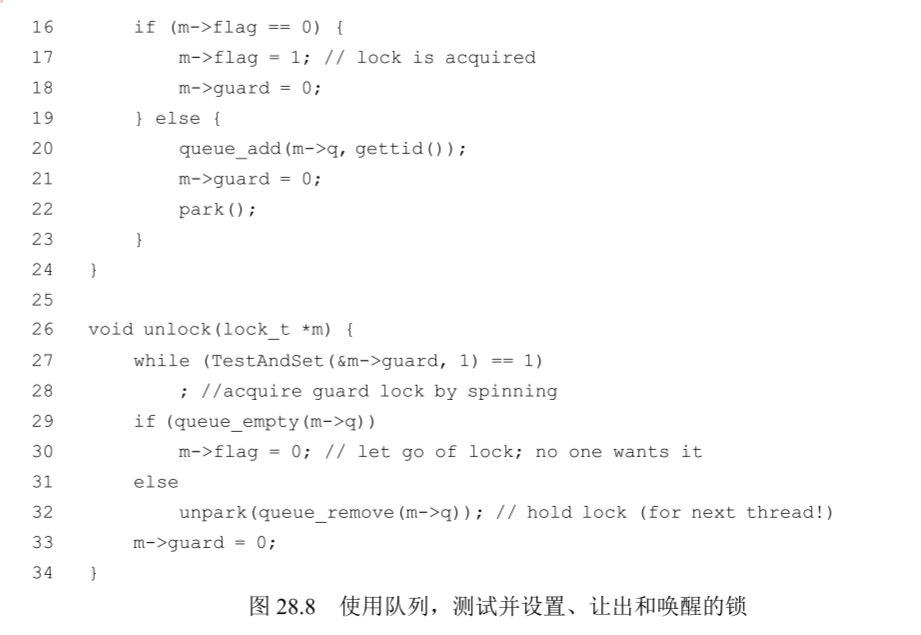 16 if (m->flag == 0) {
17 m->flag = 1; // lock is acquired
18 m->guard = 0;
19 } else {
20 queue_add(m->q, gettid());
21 m->guard = 0;
22 park();
23 }
24 }
25
26 void unlock(lock_t *m) {
27 while (TestAndSet(&m->guard, 1) == 1)
28 ; //acquire guard lock by spinning
29 if (queue_empty(m->q))
30 m->flag = 0; // let go of lock; no one wants it
31 else
32 unpark(queue_remove(m->q)); // hold lock (for next thread!)
33 m->guard = 0;
34 }
图 28.8 使用队列，测试并设置、让出和唤醒的锁